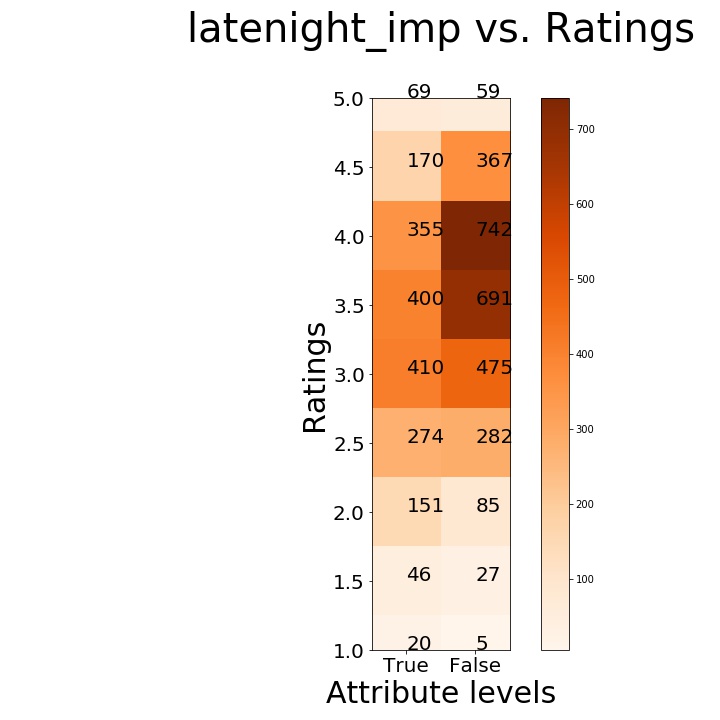 latenight_imp vs. Ratings
5.0 69 59
4.5 170 367
4.0 355 742
3.5 400 691
3.0 410 475
2.5 274 282
2.0 151 85
1.5 46 27
1.0 20 5
True False
Attribute levels
Ratings
700
600
500
400
300
200
100